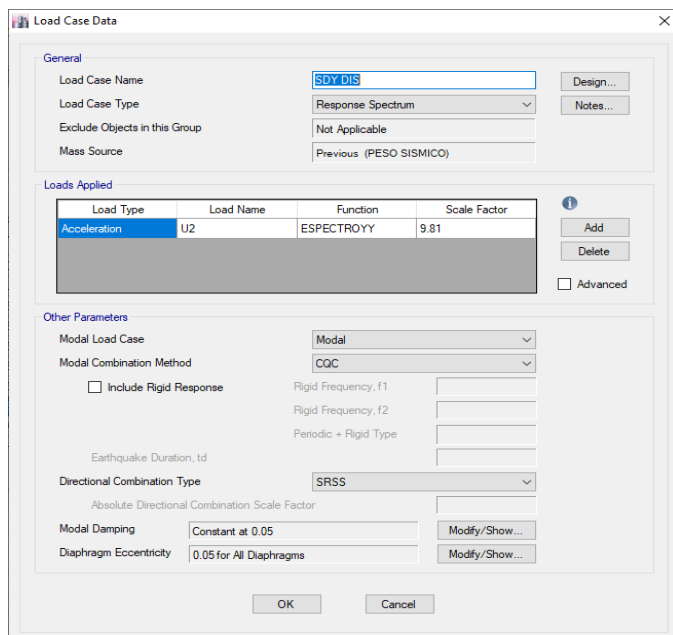 Load Case Data
General
Load Case Name SDY DIS Design...
Load Case Type Response Spectrum Notes...
Exclude Objects in this Group Not Applicable
Mass Source Previous (PESO SISMICO)
Loads Applied
Load Type Load Name Function Scale Factor
Acceleration U2 ESPECTROYY 9.81 Add
Delete
Advanced
Other Parameters
Modal Load Case Modal
Modal Combination Method CQC
Include Rigid Response Rigid Frequency, f1
Rigid Frequency, f2
Periodic + Rigid Type
Earthquake Duration, td
Directional Combination Type SRSS
Absolute Directional Combination Scale Factor
Modal Damping Constant at 0.05 Modify/Show...
Diaphragm Eccentricity 0.05 for All Diaphragms Modify/Show...
OK Cancel